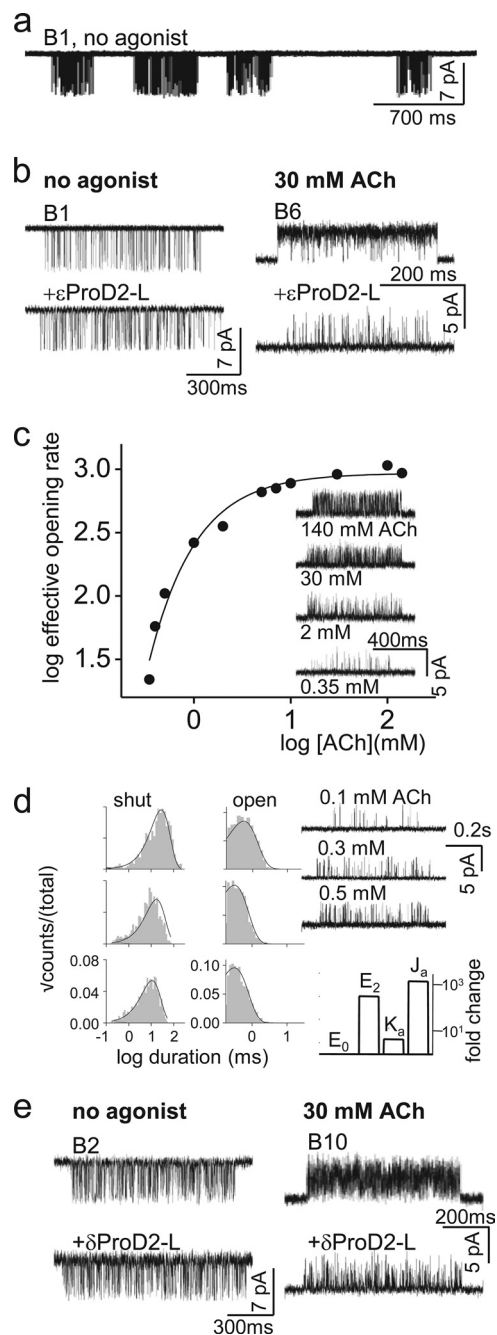 a
B1, no agonist
7 pA
700 ms
b
no agonist
30 mM ACh
B1
B6
200 ms
+εProD2-L
+εProD2-L
5 pA
7 pA
300ms
c
log effective opening rate
3.0
2.5
2.0
1.5
140 mM ACh
30 mM
2 mM
400ms
5 pA
0.35 mM
0
1
2
log [ACh](mM)
d
shut
open
0.1 mM ACh
0.2s
5 pA
0.3 mM
0.5 mM
√counts/(total)
0.08
0.04
0.00
0.10
0.05
0.00
-1 0 1 2
-1 0 1
log duration (ms)
E0
E2
Ka
Ja
10³
10¹
fold change
e
no agonist
30 mM ACh
B2
B10
200ms
5 pA
+δProD2-L
+δProD2-L
7 pA
300ms